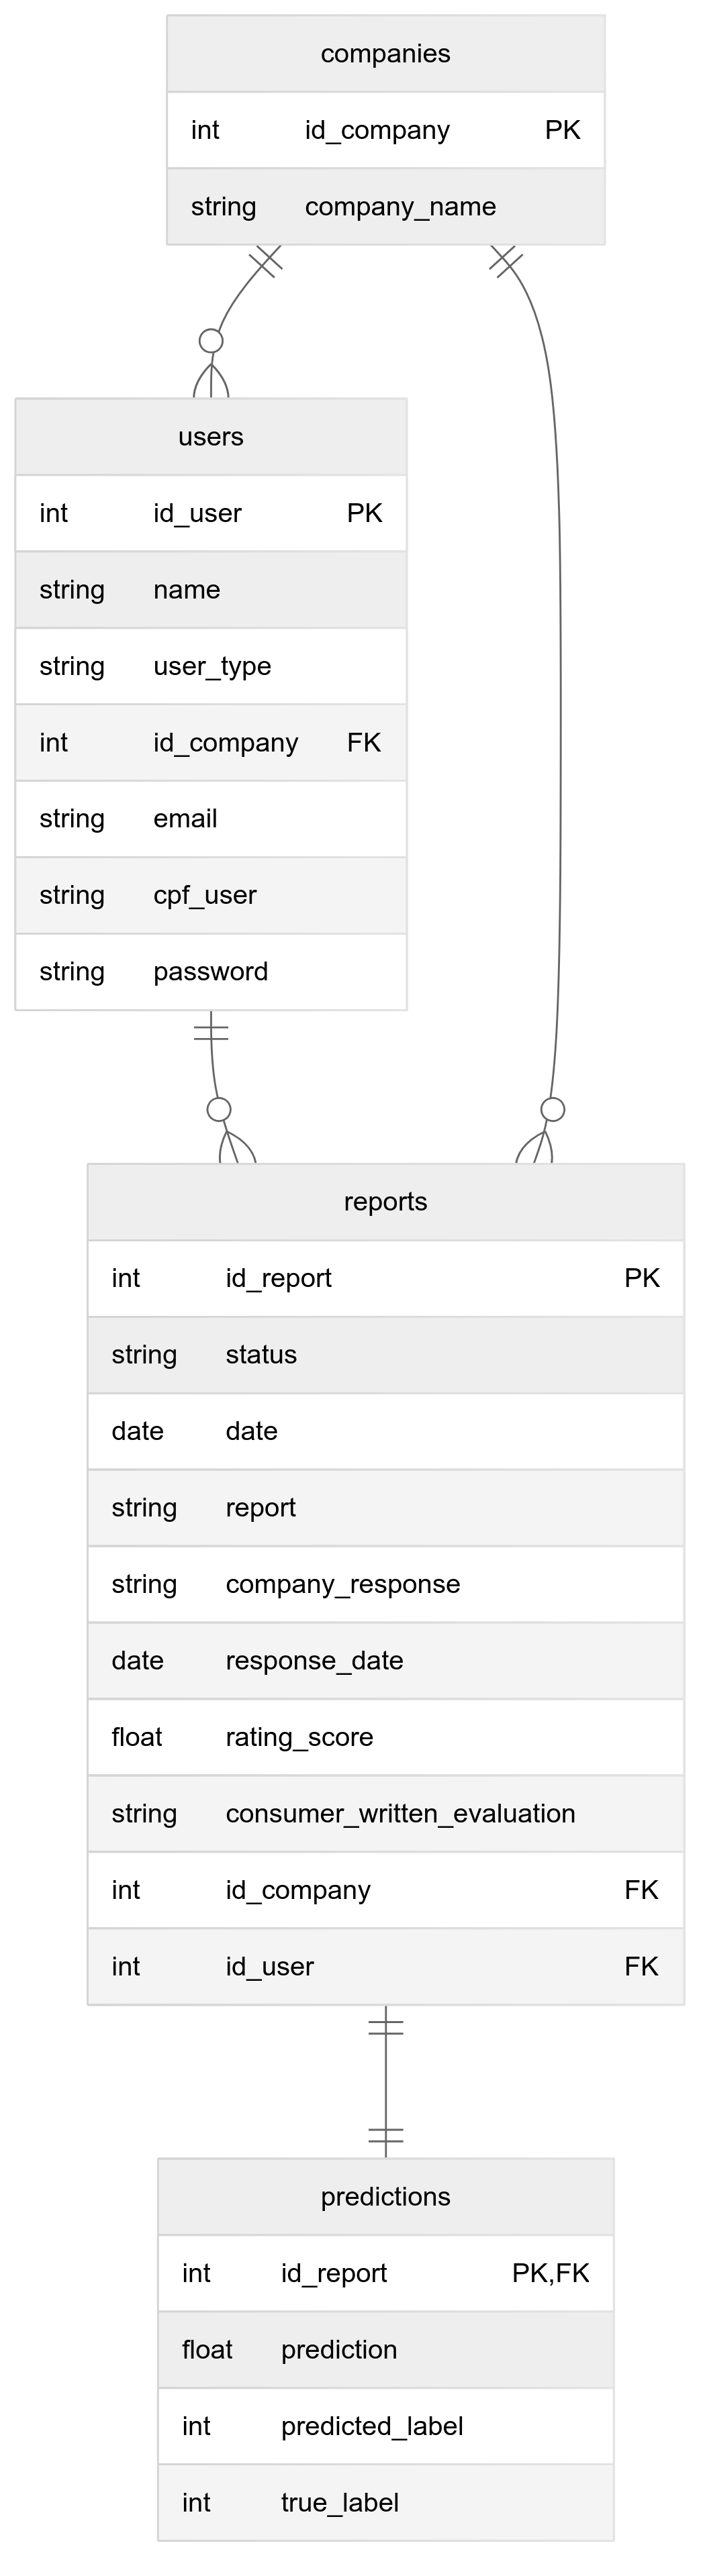 companies
int id_company PK
string company_name
users
int id_user PK
string name
string user_type
int id_company FK
string email
string cpf_user
string password
reports
int id_report PK
string status
date date
string report
string company_response
date response_date
float rating_score
string consumer_written_evaluation
int id_company FK
int id_user FK
predictions
int id_report PK,FK
float prediction
int predicted_label
int true_label